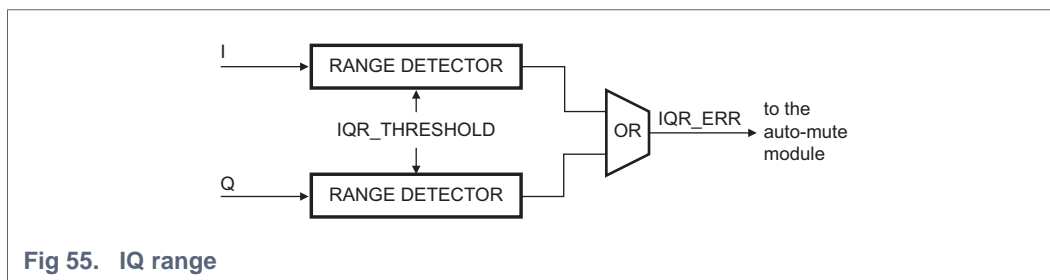 I
RANGE DETECTOR
IQR_THRESHOLD
OR
IQR_ERR
to the
auto-mute
module
Q
RANGE DETECTOR
Fig 55. IQ range